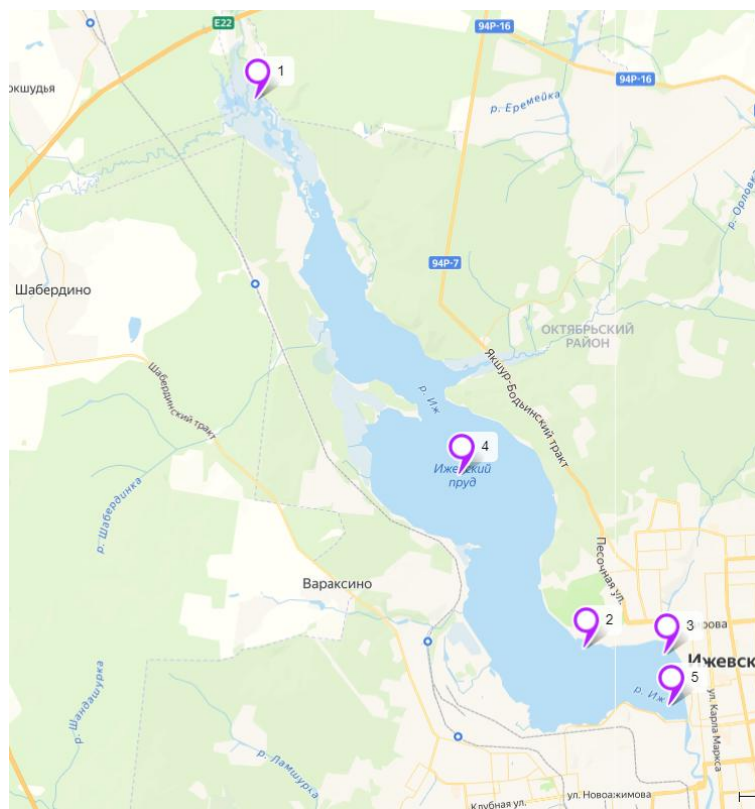 E22
94Р-16
1
94Р-16
окшудья
р. Еремейка
р. Орловка
94Р-7
Шабердино
ОКТЯБРЬСКИЙ
РАЙОН
Якшур-Бодьинский тракт
Шабердинский тракт
р. Иж
4
Ижевский
пруд
р. Шабердинка
Песочная ул.
Вараксино
2
3
рова
Ижевск
5
р. Иж
ул. Карла Маркса
р. Шандашурка
р. Ламшурка
Клубная ул.
ул. Новоажимова